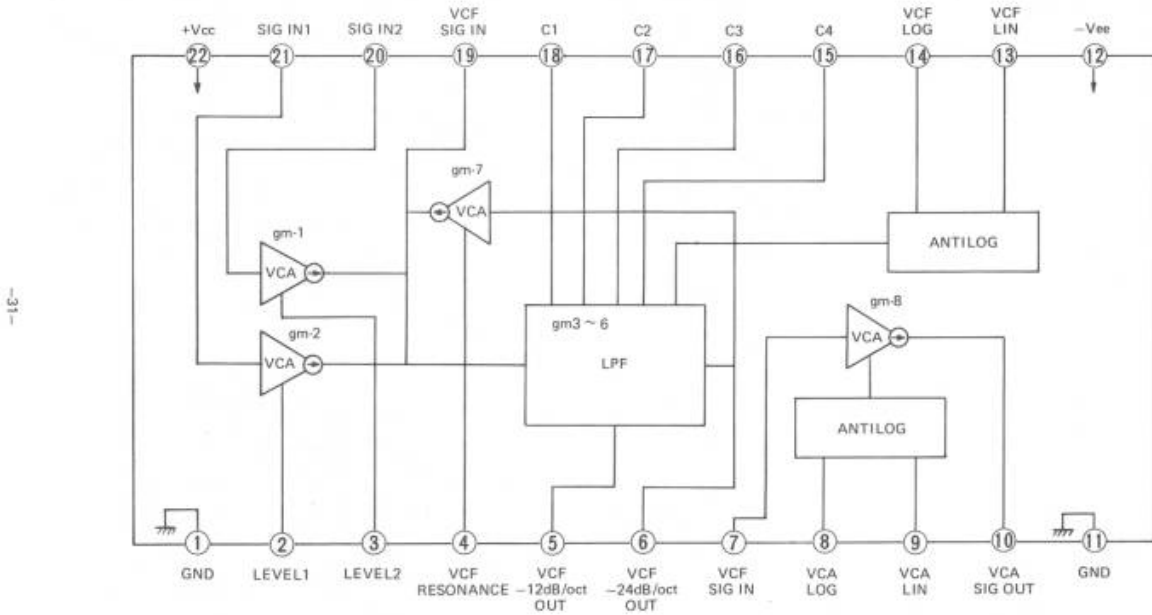 +Vcc
SIG IN1
SIG IN2
VCF
SIG IN
C1
C2
C3
C4
VCF
LOG
VCF
LIN
−Vee
22
21
20
19
18
17
16
15
14
13
12
gm-7
VCA
gm-1
VCA
ANTILOG
gm-2
VCA
gm3 ~ 6
LPF
gm-8
VCA
ANTILOG
1
2
3
4
5
6
7
8
9
10
11
GND
LEVEL1
LEVEL2
VCF
RESONANCE
VCF
−12dB/oct
OUT
VCF
−24dB/oct
OUT
VCF
SIG IN
VCA
LOG
VCA
LIN
VCA
SIG OUT
GND
−31−